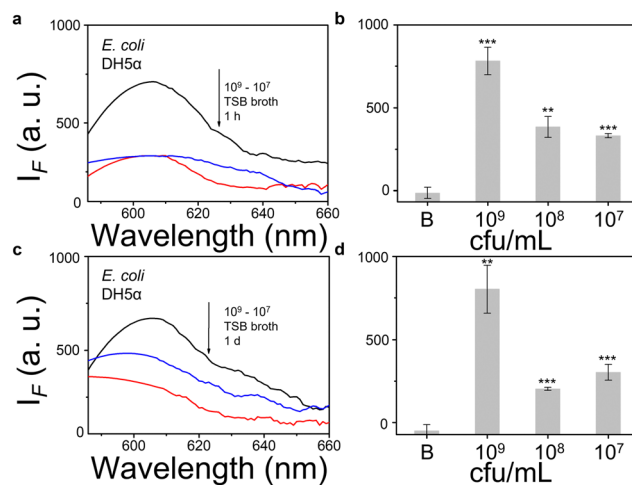 a
1000
500
0
I_F (a. u.)
E. coli
DH5α
10⁹ - 10⁷
TSB broth
1 h
600 620 640 660
Wavelength (nm)
b
1000
500
0
***
**
***
B 10⁹ 10⁸ 10⁷
cfu/mL
c
1000
500
0
I_F (a. u.)
E. coli
DH5α
10⁹ - 10⁷
TSB broth
1 d
600 620 640 660
Wavelength (nm)
d
1000
500
0
**
***
***
B 10⁹ 10⁸ 10⁷
cfu/mL